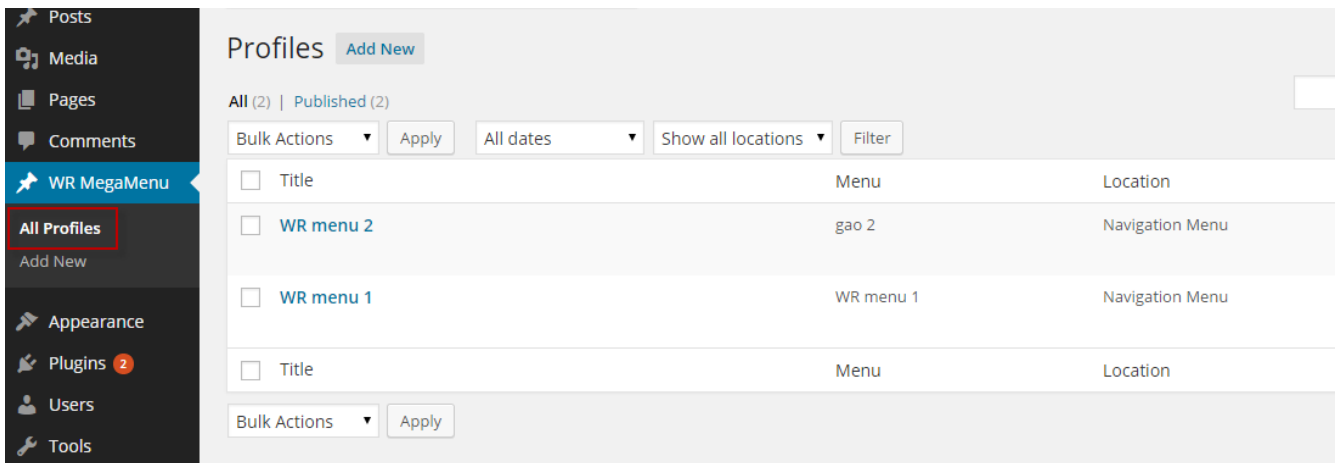 Posts
Media
Pages
Comments
WR MegaMenu
All Profiles
Add New
Appearance
Plugins 2
Users
Tools
Profiles Add New
All (2) | Published (2)
Bulk Actions Apply All dates Show all locations Filter
Title Menu Location
WR menu 2 gao 2 Navigation Menu
WR menu 1 WR menu 1 Navigation Menu
Title Menu Location
Bulk Actions Apply